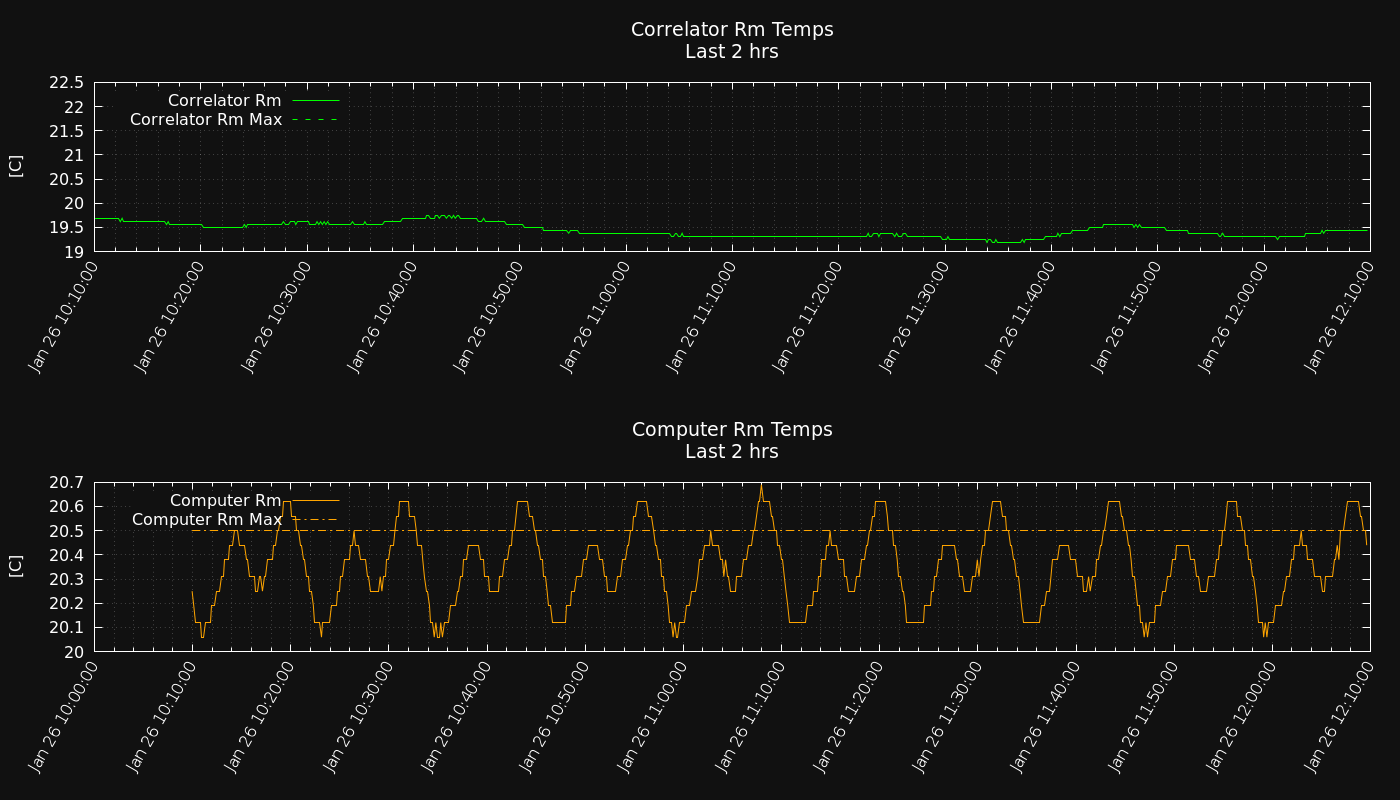 Correlator Rm Temps
Last 2 hrs
22.5
22
21.5
21
20.5
20
19.5
19
[C]
Correlator Rm
Correlator Rm Max
Jan 26 10:10:00
Jan 26 10:20:00
Jan 26 10:30:00
Jan 26 10:40:00
Jan 26 10:50:00
Jan 26 11:00:00
Jan 26 11:10:00
Jan 26 11:20:00
Jan 26 11:30:00
Jan 26 11:40:00
Jan 26 11:50:00
Jan 26 12:00:00
Jan 26 12:10:00
Computer Rm Temps
Last 2 hrs
20.7
20.6
20.5
20.4
20.3
20.2
20.1
20
[C]
Computer Rm
Computer Rm Max
Jan 26 10:00:00
Jan 26 10:10:00
Jan 26 10:20:00
Jan 26 10:30:00
Jan 26 10:40:00
Jan 26 10:50:00
Jan 26 11:00:00
Jan 26 11:10:00
Jan 26 11:20:00
Jan 26 11:30:00
Jan 26 11:40:00
Jan 26 11:50:00
Jan 26 12:00:00
Jan 26 12:10:00